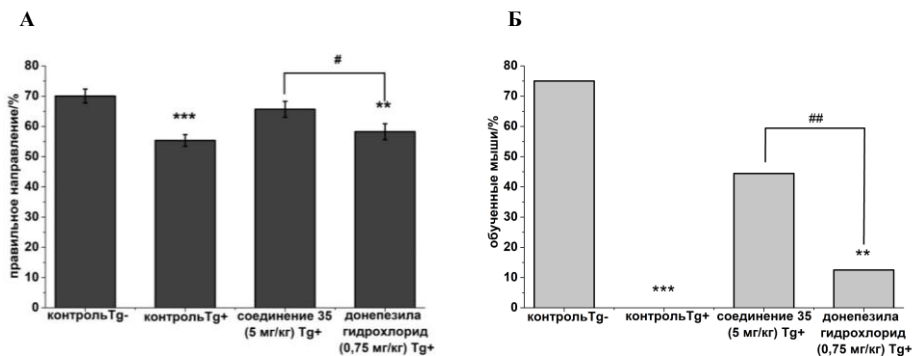 А
правильное направление/%
80
70
60
50
40
30
20
10
0
***
#
**
контрольTg-
контрольTg+
соединение 35
(5 мг/кг) Tg+
донепезила
гидрохлорид
(0,75 мг/кг) Tg+
Б
обученные мыши/%
80
70
60
50
40
30
20
10
0
***
##
**
контрольTg-
контрольTg+
соединение 35
(5 мг/кг) Tg+
донепезила
гидрохлорид
(0,75 мг/кг) Tg+